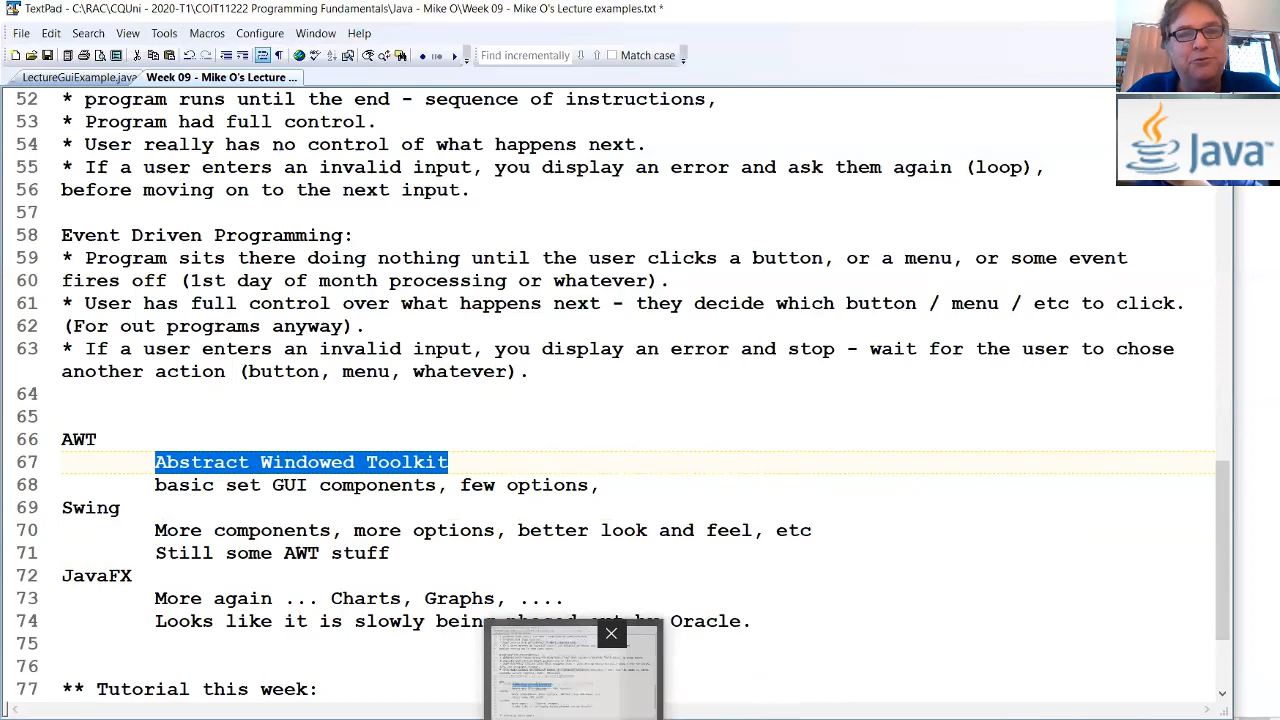 TextPad - C:\RAC\CQUni - 2020-T1\COIT11222 Programming Fundamentals\Java - Mike O\Week 09 - Mike O's Lecture examples.txt *
File Edit Search View Tools Macros Configure Window Help
Find incrementally Match case
LectureGuiExample.java Week 09 - Mike O's Lecture ...
52 * program runs until the end - sequence of instructions,
53 * Program had full control.
54 * User really has no control of what happens next.
55 * If a user enters an invalid input, you display an error and ask them again (loop),
56 before moving on to the next input.
57
58 Event Driven Programming:
59 * Program sits there doing nothing until the user clicks a button, or a menu, or some event
60 fires off (1st day of month processing or whatever).
61 * User has full control over what happens next - they decide which button / menu / etc to click.
62 (For out programs anyway).
63 * If a user enters an invalid input, you display an error and stop - wait for the user to chose
another action (button, menu, whatever).
64
65
66 AWT
67 Abstract Windowed Toolkit
68 basic set GUI components, few options,
69 Swing
70 More components, more options, better look and feel, etc
71 Still some AWT stuff
72 JavaFX
73 More again ... Charts, Graphs, ....
74 Looks like it is slowly being Oracle.
75
76
77 ** Tutorial this week:
Java™